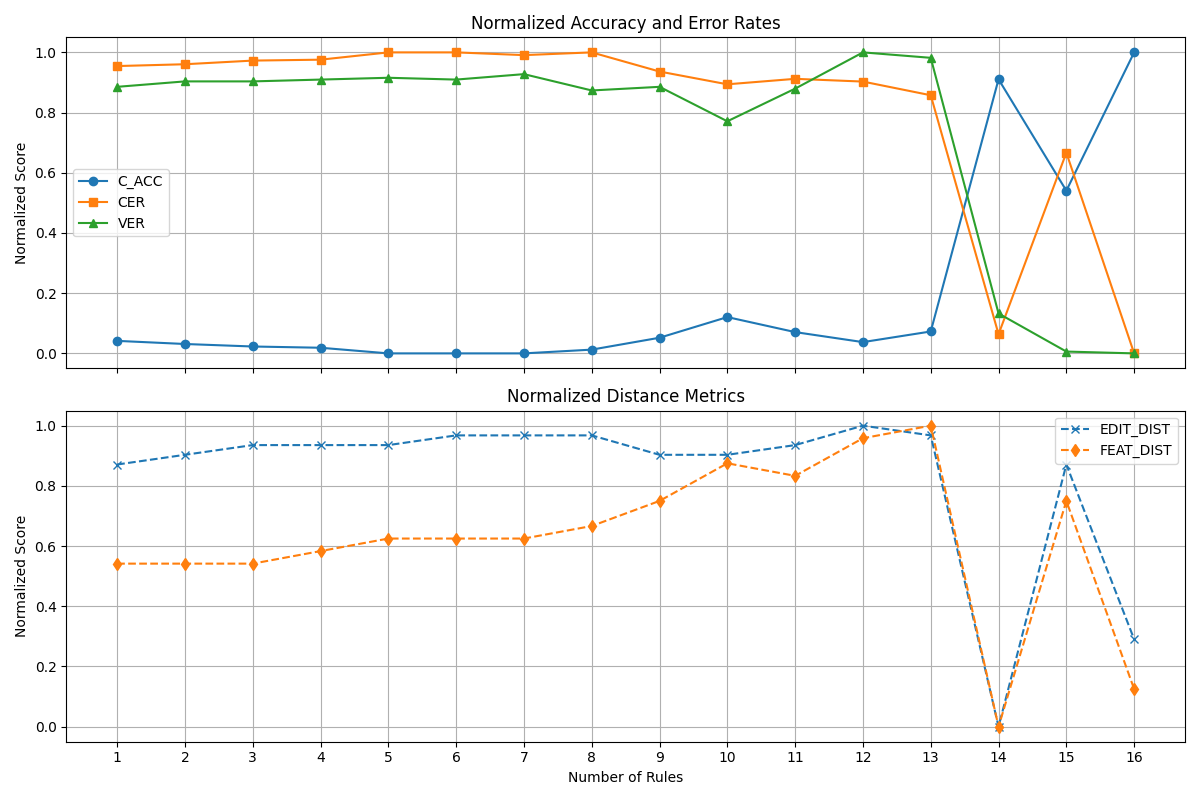 Normalized Accuracy and Error Rates
Normalized Score
1.0
0.8
0.6
0.4
0.2
0.0
C_ACC
CER
VER
Normalized Distance Metrics
Normalized Score
1.0
0.8
0.6
0.4
0.2
0.0
EDIT_DIST
FEAT_DIST
1 2 3 4 5 6 7 8 9 10 11 12 13 14 15 16
Number of Rules